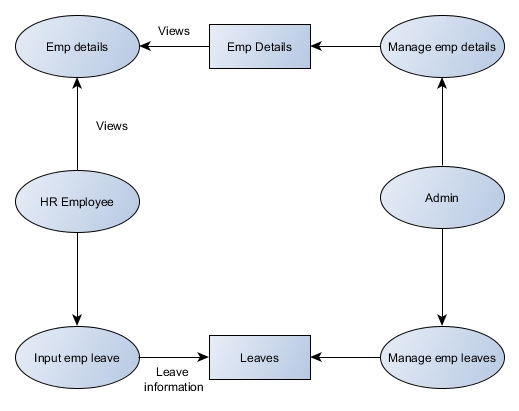 Views
Emp details
Emp Details
Manage emp details
Views
HR Employee
Admin
Input emp leave
Leaves
Manage emp leaves
Leave
information